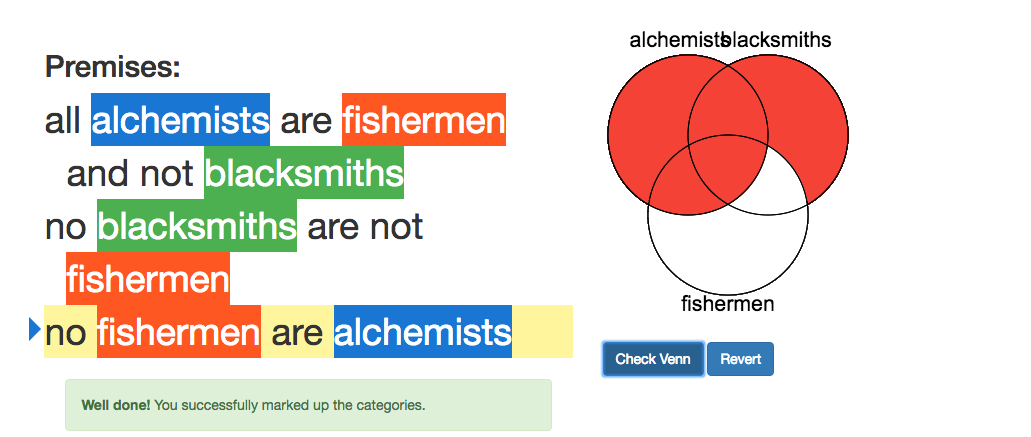 Premises:
all alchemists are fishermen
and not blacksmiths
no blacksmiths are not
fishermen
no fishermen are alchemists
Well done! You successfully marked up the categories.
alchemists
blacksmiths
fishermen
Check Venn
Revert